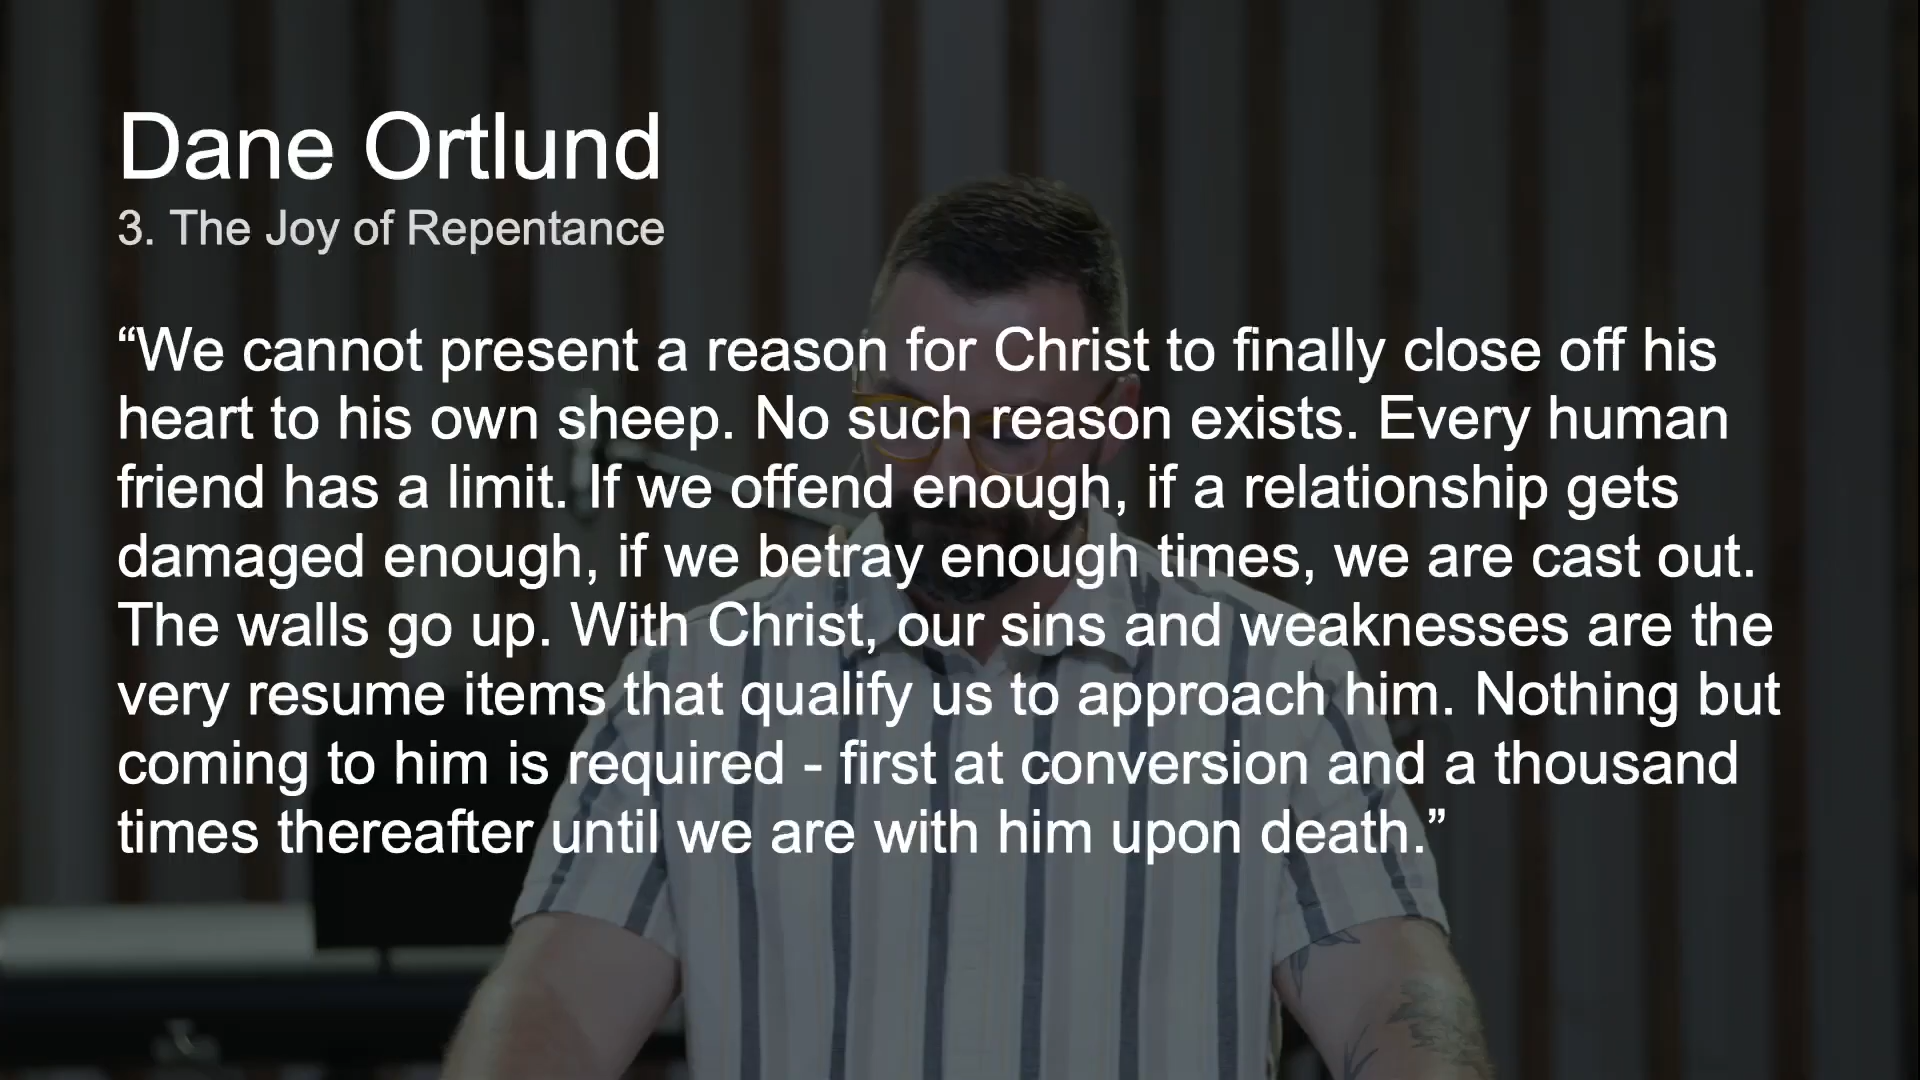 Dane Ortlund
3. The Joy of Repentance
“We cannot present a reason for Christ to finally close off his
heart to his own sheep. No such reason exists. Every human
friend has a limit. If we offend enough, if a relationship gets
damaged enough, if we betray enough times, we are cast out.
The walls go up. With Christ, our sins and weaknesses are the
very resume items that qualify us to approach him. Nothing but
coming to him is required - first at conversion and a thousand
times thereafter until we are with him upon death.”